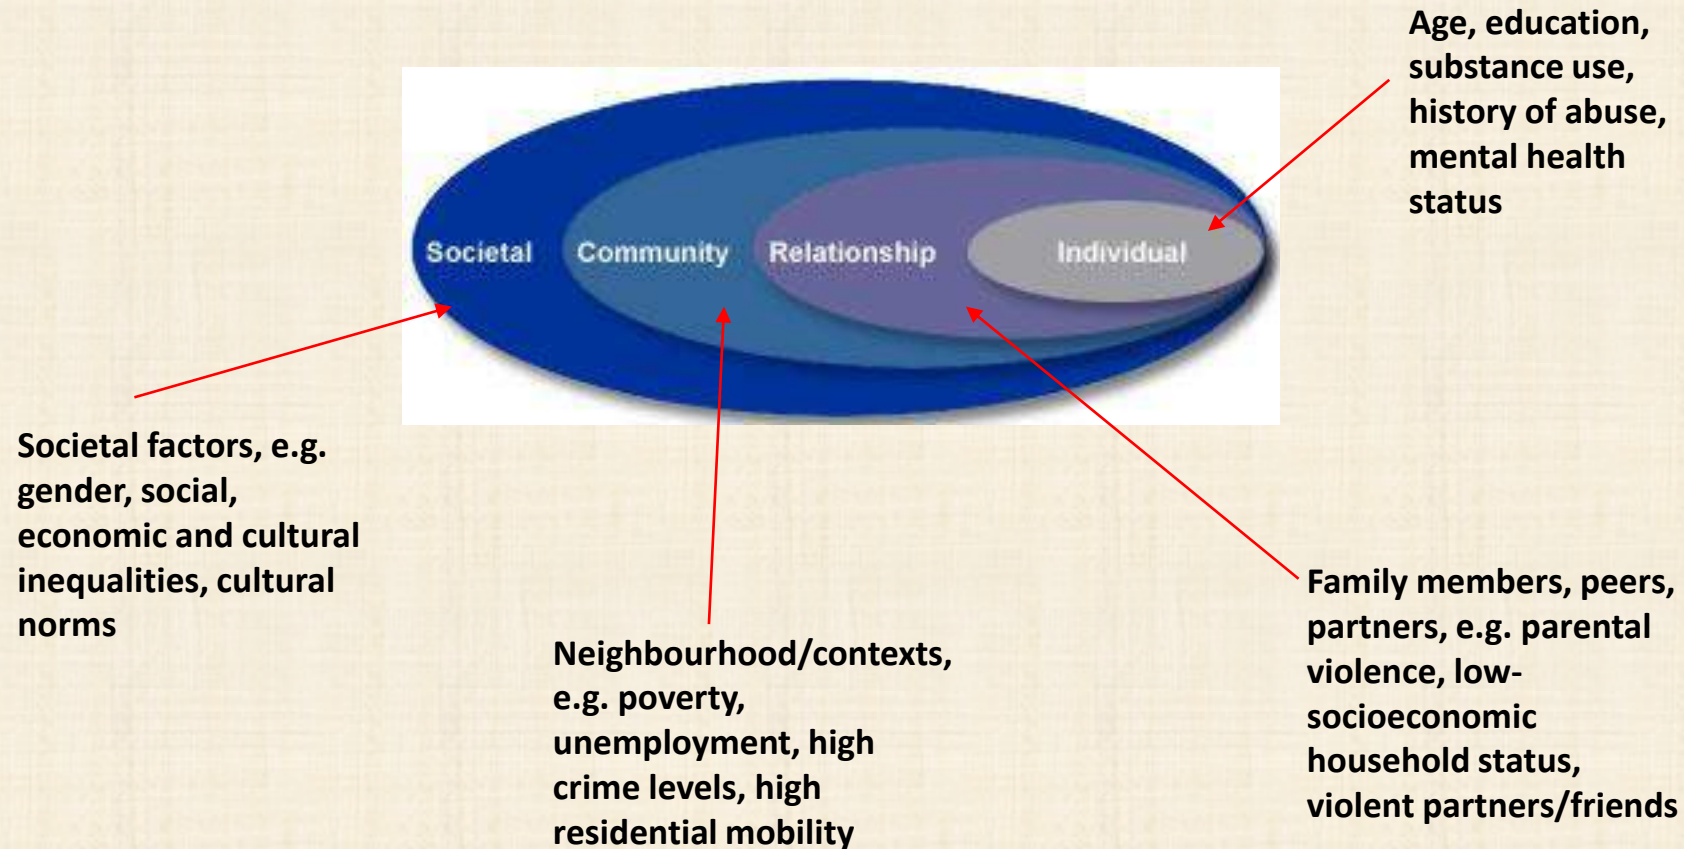 Age, education,
substance use,
history of abuse,
mental health
status
Societal
Community
Relationship
Individual
Societal factors, e.g.
gender, social,
economic and cultural
inequalities, cultural
norms
Neighbourhood/contexts,
e.g. poverty,
unemployment, high
crime levels, high
residential mobility
Family members, peers,
partners, e.g. parental
violence, low-
socioeconomic
household status,
violent partners/friends